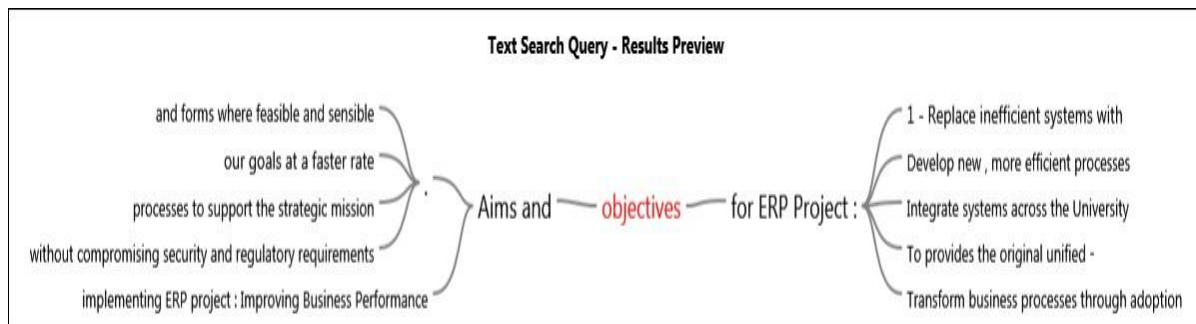 Text Search Query - Results Preview
and forms where feasible and sensible
our goals at a faster rate
processes to support the strategic mission
without compromising security and regulatory requirements
.
implementing ERP project : Improving Business Performance
Aims and objectives for ERP Project :
1 - Replace inefficient systems with
Develop new , more efficient processes
Integrate systems across the University
To provides the original unified -
Transform business processes through adoption